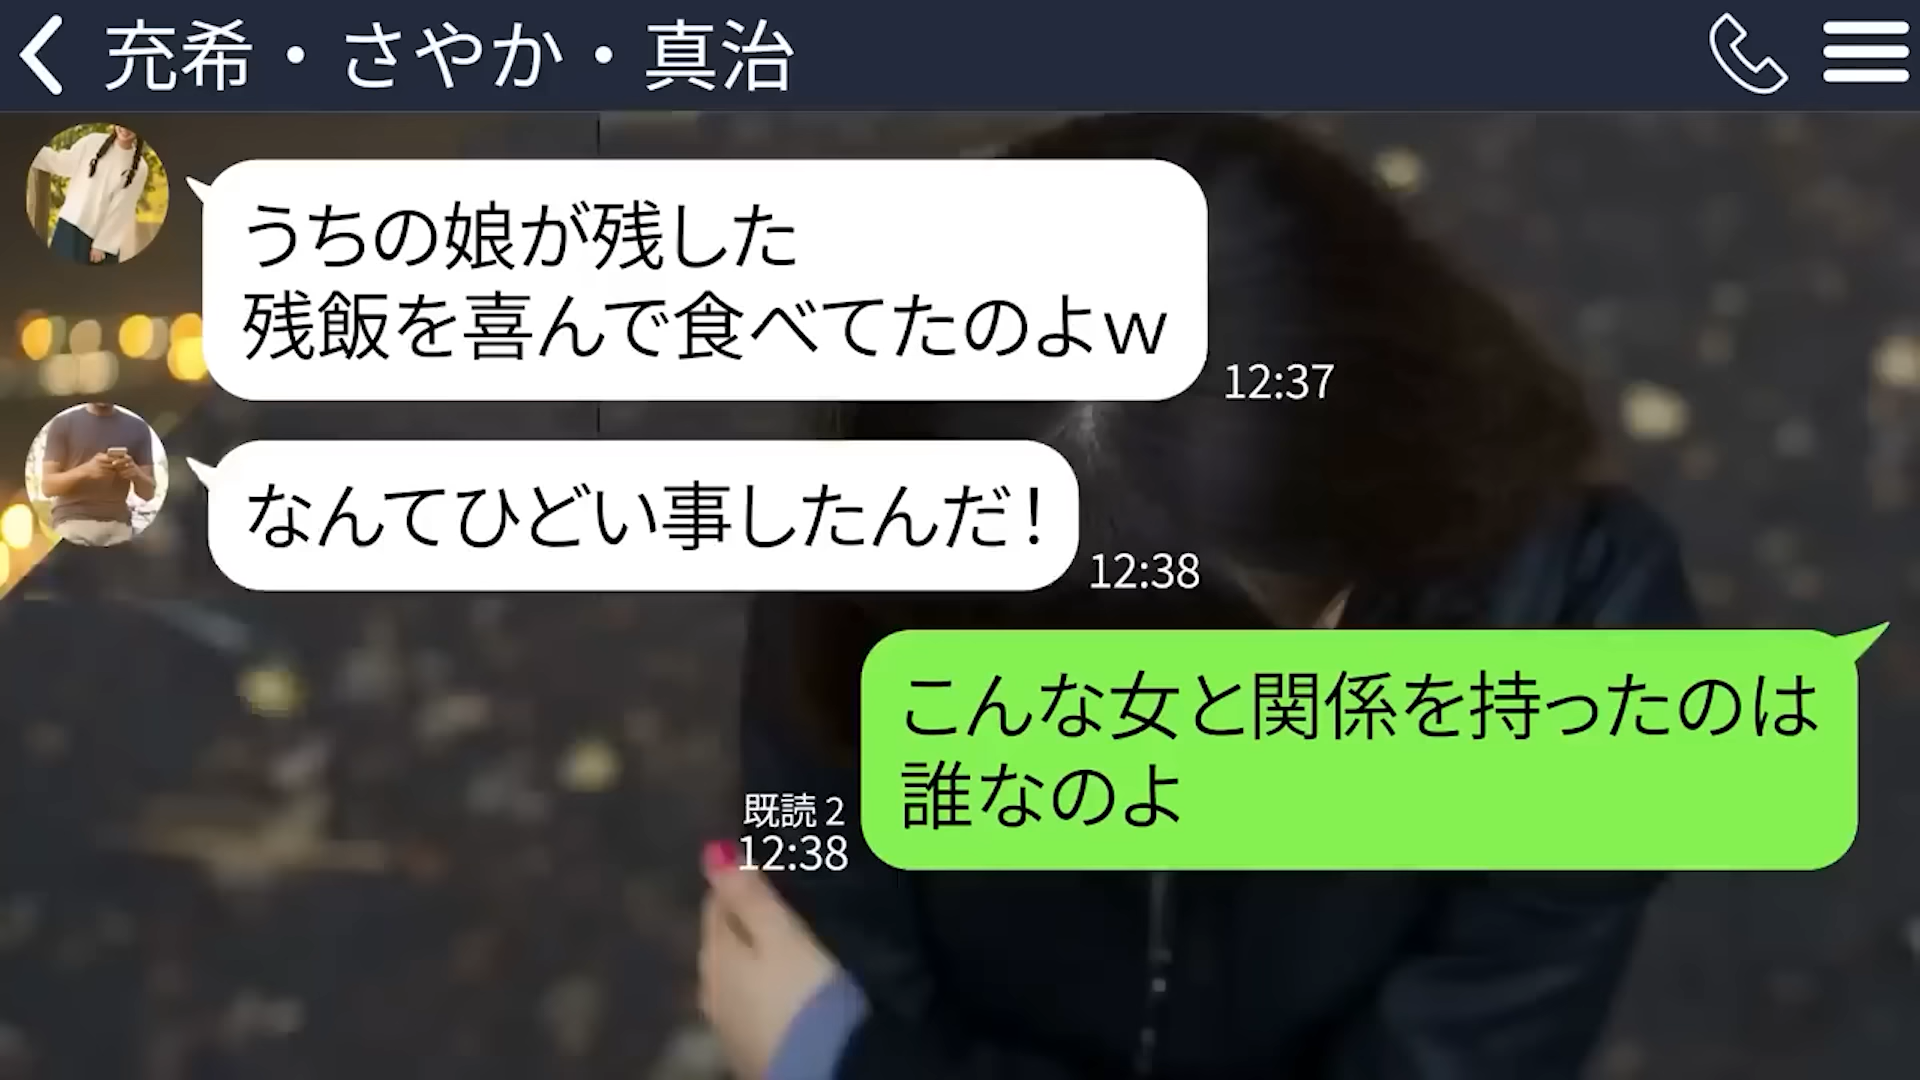 充希・さやか・真治
うちの娘が残した
残飯を喜んで食べてたのよw
12:37
なんてひどい事したんだ!
12:38
こんな女と関係を持ったのは
誰なのよ
既読 2
12:38